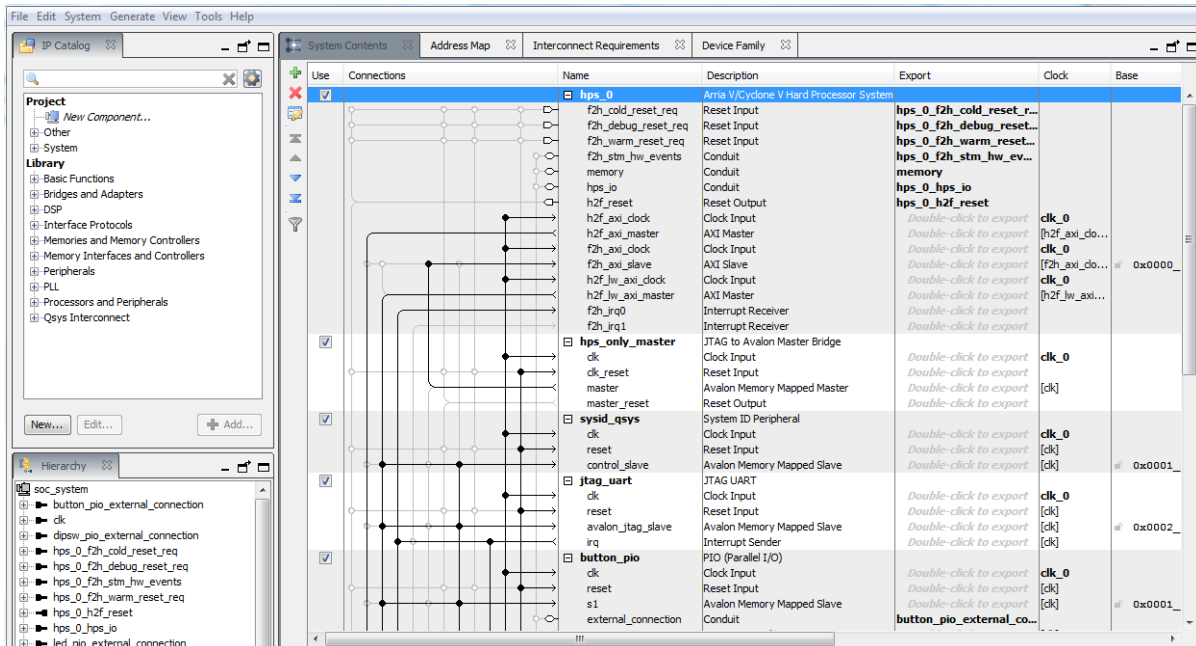 File Edit System Generate View Tools Help
IP Catalog
Project
New Component...
Other
System
Library
Basic Functions
Bridges and Adapters
DSP
Interface Protocols
Memories and Memory Controllers
Memory Interfaces and Controllers
Peripherals
PLL
Processors and Peripherals
Qsys Interconnect
New... Edit... Add...
Hierarchy
soc_system
button_pio_external_connection
clk
dipsw_pio_external_connection
hps_0_f2h_cold_reset_req
hps_0_f2h_debug_reset_req
hps_0_f2h_stm_hw_events
hps_0_f2h_warm_reset_req
hps_0_h2f_reset
hps_0_hps_io
led_pio_external_connection
System Contents Address Map Interconnect Requirements Device Family
Use Connections Name Description Export Clock Base
hps_0 Arria V/Cyclone V Hard Processor System
f2h_cold_reset_req Reset Input hps_0_f2h_cold_reset_r...
f2h_debug_reset_req Reset Input hps_0_f2h_debug_reset...
f2h_warm_reset_req Reset Input hps_0_f2h_warm_reset...
f2h_stm_hw_events Conduit hps_0_f2h_stm_hw_ev...
memory Conduit memory
hps_io Conduit hps_0_hps_io
h2f_reset Reset Output hps_0_h2f_reset
h2f_axi_clock Clock Input Double-click to export clk_0
h2f_axi_master AXI Master Double-click to export [h2f_axi_clo...
f2h_axi_clock Clock Input Double-click to export clk_0
f2h_axi_slave AXI Slave Double-click to export [f2h_axi_clo... 0x0000_
h2f_lw_axi_clock Clock Input Double-click to export clk_0
h2f_lw_axi_master AXI Master Double-click to export [h2f_lw_axi...
f2h_irq0 Interrupt Receiver Double-click to export
f2h_irq1 Interrupt Receiver Double-click to export
hps_only_master JTAG to Avalon Master Bridge
clk Clock Input Double-click to export clk_0
clk_reset Reset Input Double-click to export
master Avalon Memory Mapped Master Double-click to export [clk]
master_reset Reset Output Double-click to export
sysid_qsys System ID Peripheral
clk Clock Input Double-click to export clk_0
reset Reset Input Double-click to export [clk]
control_slave Avalon Memory Mapped Slave Double-click to export [clk] 0x0001_
jtag_uart JTAG UART
clk Clock Input Double-click to export clk_0
reset Reset Input Double-click to export [clk]
avalon_jtag_slave Avalon Memory Mapped Slave Double-click to export [clk] 0x0002_
irq Interrupt Sender Double-click to export [clk]
button_pio PIO (Parallel I/O)
clk Clock Input Double-click to export clk_0
reset Reset Input Double-click to export [clk]
s1 Avalon Memory Mapped Slave Double-click to export [clk] 0x0001_
external_connection Conduit button_pio_external_co...